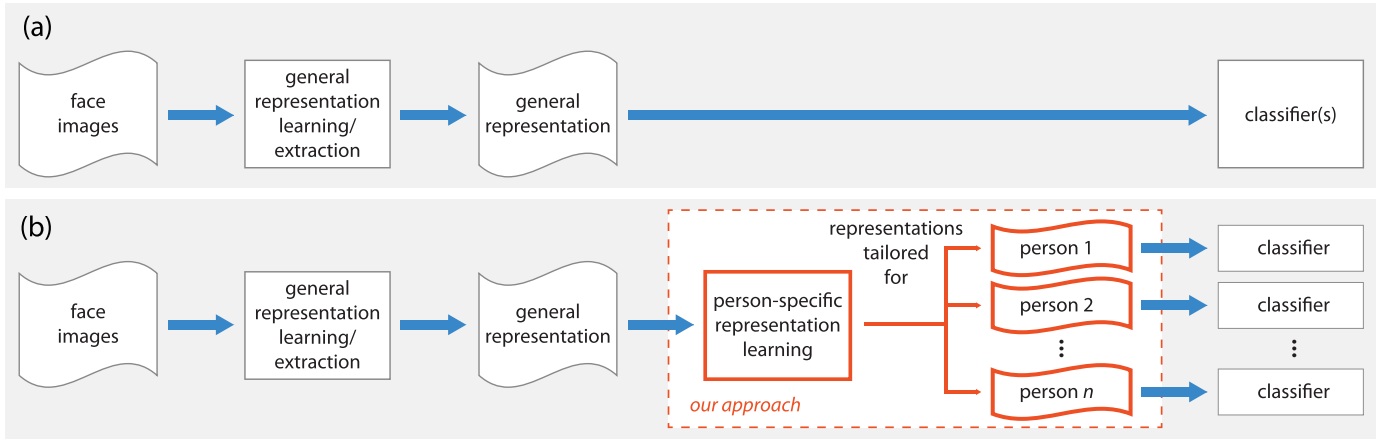 (a)
face
images
general
representation
learning/
extraction
general
representation
classifier(s)
(b)
face
images
general
representation
learning/
extraction
general
representation
person-specific
representation
learning
our approach
representations
tailored
for
person 1
person 2
person n
classifier
classifier
classifier